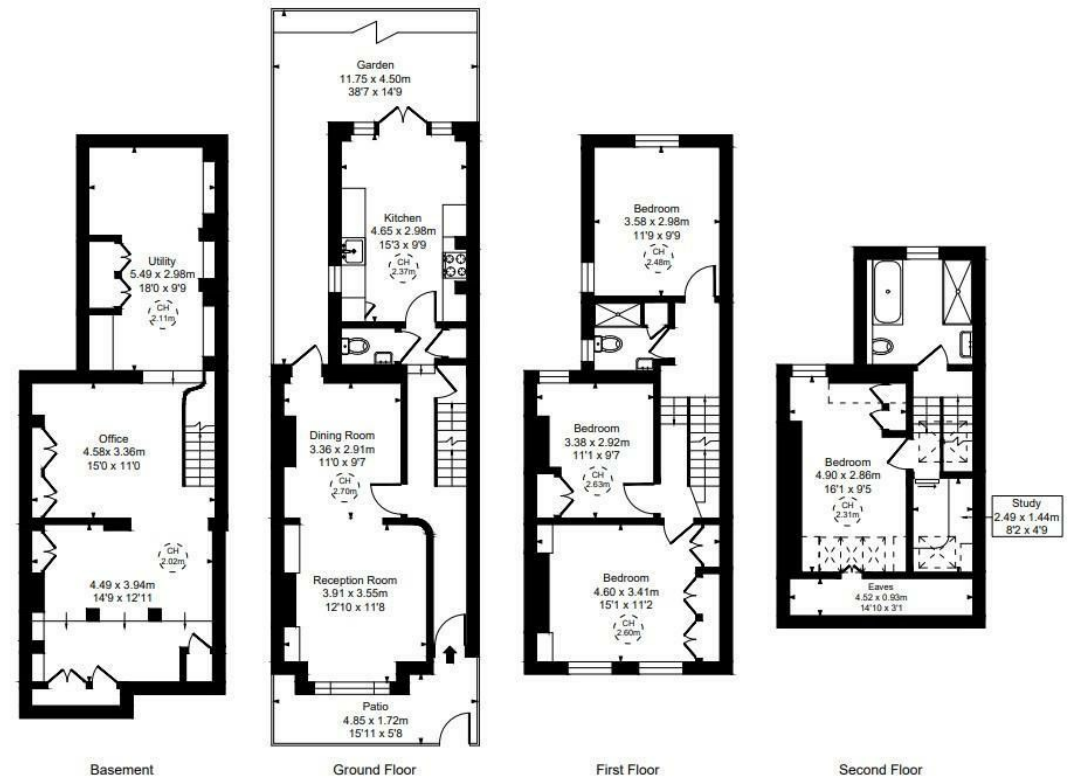 Utility
5.49 x 2.98m
18'0 x 9'9
CH
2.11m
Office
4.58x 3.36m
15'0 x 11'0
CH
2.02m
4.49 x 3.94m
14'9 x 12'11
Basement
Garden
11.75 x 4.50m
38'7 x 14'9
Kitchen
4.65 x 2.98m
15'3 x 9'9
CH
2.37m
Dining Room
3.36 x 2.91m
11'0 x 9'7
CH
2.70m
Reception Room
3.91 x 3.55m
12'10 x 11'8
Patio
4.85 x 1.72m
15'11 x 5'8
Ground Floor
Bedroom
3.58 x 2.98m
11'9 x 9'9
CH
2.48m
Bedroom
3.38 x 2.92m
11'1 x 9'7
CH
2.63m
Bedroom
4.60 x 3.41m
15'1 x 11'2
CH
2.60m
First Floor
Bedroom
4.90 x 2.86m
16'1 x 9'5
CH
2.31m
Study
2.49 x 1.44m
8'2 x 4'9
Eaves
4.52 x 0.93m
14'10 x 3'1
Second Floor